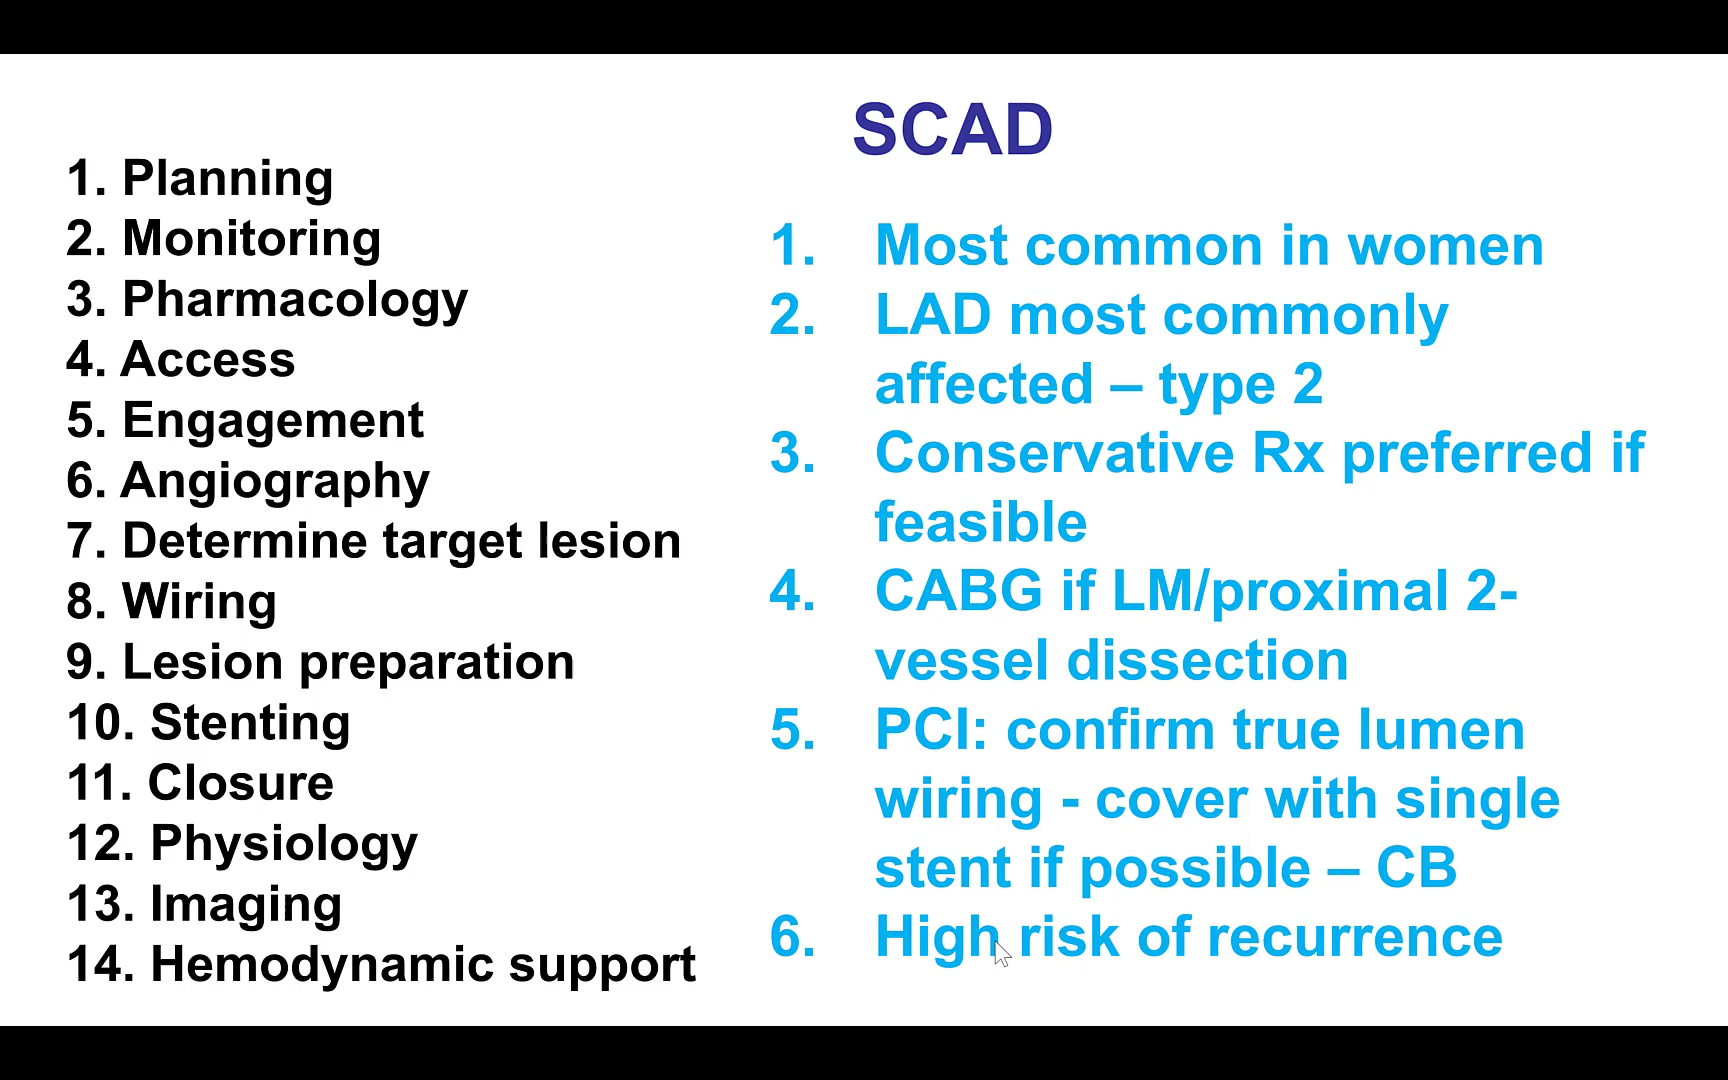 SCAD
1. Planning
2. Monitoring
3. Pharmacology
4. Access
5. Engagement
6. Angiography
7. Determine target lesion
8. Wiring
9. Lesion preparation
10. Stenting
11. Closure
12. Physiology
13. Imaging
14. Hemodynamic support
1. Most common in women
2. LAD most commonly
affected – type 2
3. Conservative Rx preferred if
feasible
4. CABG if LM/proximal 2-
vessel dissection
5. PCI: confirm true lumen
wiring - cover with single
stent if possible – CB
6. High risk of recurrence